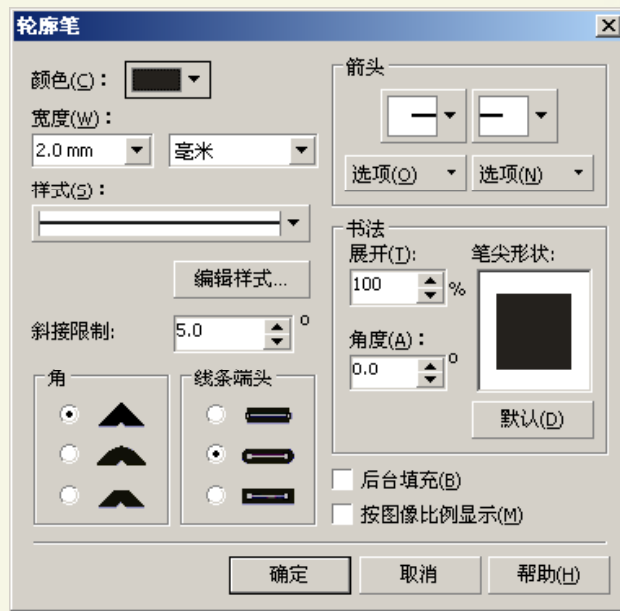 轮廓笔
颜色(C)：
宽度(W)：
2.0 mm
毫米
样式(S)：
编辑样式...
斜接限制:
5.0
o
角
线条端头
箭头
选项(O)
选项(N)
书法
展开(T):
笔尖形状:
100
%
角度(A)：
0.0
o
默认(D)
后台填充(B)
按图像比例显示(M)
确定
取消
帮助(H)